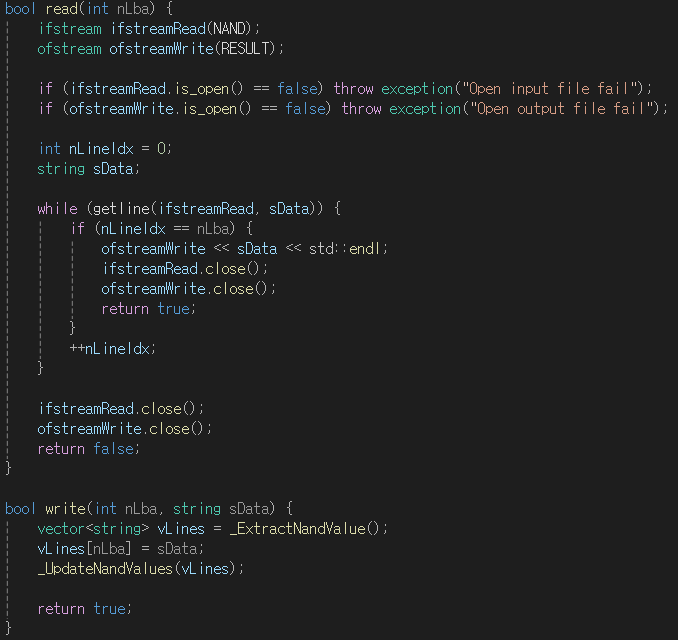 bool read(int nLba) {
    ifstream ifstreamRead(NAND);
    ofstream ofstreamWrite(RESULT);

    if (ifstreamRead.is_open() == false) throw exception("Open input file fail");
    if (ofstreamWrite.is_open() == false) throw exception("Open output file fail");

    int nLineIdx = 0;
    string sData;

    while (getline(ifstreamRead, sData)) {
        if (nLineIdx == nLba) {
            ofstreamWrite << sData << std::endl;
            ifstreamRead.close();
            ofstreamWrite.close();
            return true;
        }
        ++nLineIdx;
    }

    ifstreamRead.close();
    ofstreamWrite.close();
    return false;
}

bool write(int nLba, string sData) {
    vector<string> vLines = _ExtractNandValue();
    vLines[nLba] = sData;
    _UpdateNandValues(vLines);

    return true;
}